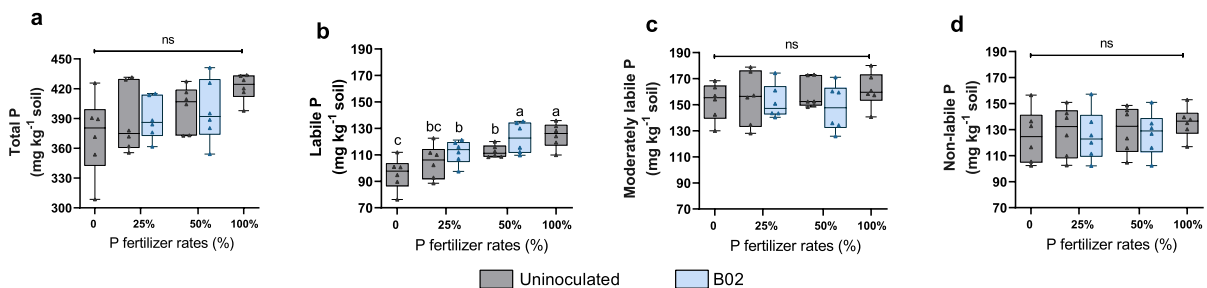 a
ns
Total P
(mg kg⁻¹ soil)
450
420
390
360
330
300
0
25%
50%
100%
P fertilizer rates (%)
b
Labile P
(mg kg⁻¹ soil)
190
170
150
130
110
90
70
c
bc
b
b
a
a
0
25%
50%
100%
P fertilizer rates (%)
c
ns
Moderately labile P
(mg kg⁻¹ soil)
190
170
150
130
110
90
70
0
25%
50%
100%
P fertilizer rates (%)
d
ns
Non-labile P
(mg kg⁻¹ soil)
190
170
150
130
110
90
70
0
25%
50%
100%
P fertilizer rates (%)
Uninoculated
B02